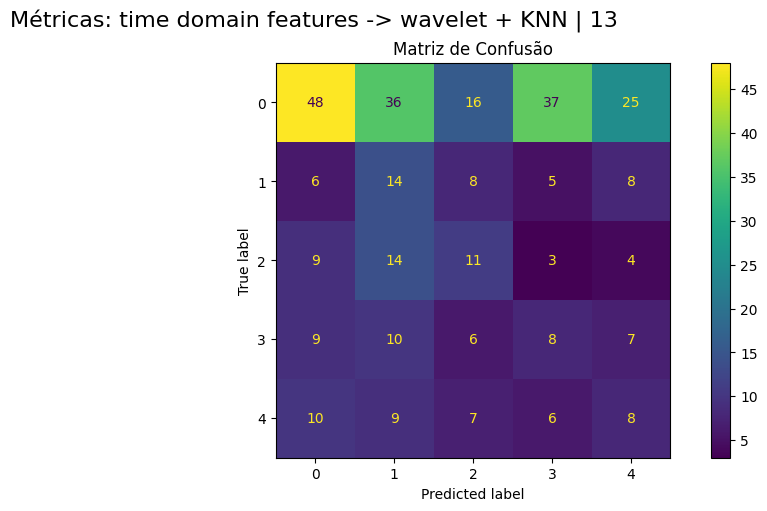 Métricas: time domain features -> wavelet + KNN | 13
Matriz de Confusão
0 48 36 16 37 25 45
40
1 6 14 8 5 8 35
30
2 9 14 11 3 4 25
20
3 9 10 6 8 7 15
10
4 10 9 7 6 8 5
0 1 2 3 4
True label
Predicted label